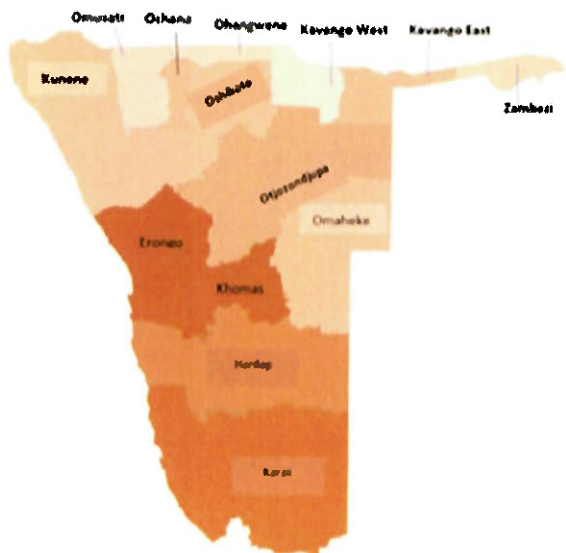 Omusati
Oshana
Ohangwena
Kavango West
Kavango East
Kunene
Oshikoto
Zambezi
Otjozondjupa
Omaheke
Erongo
Khomas
Hardap
Karas